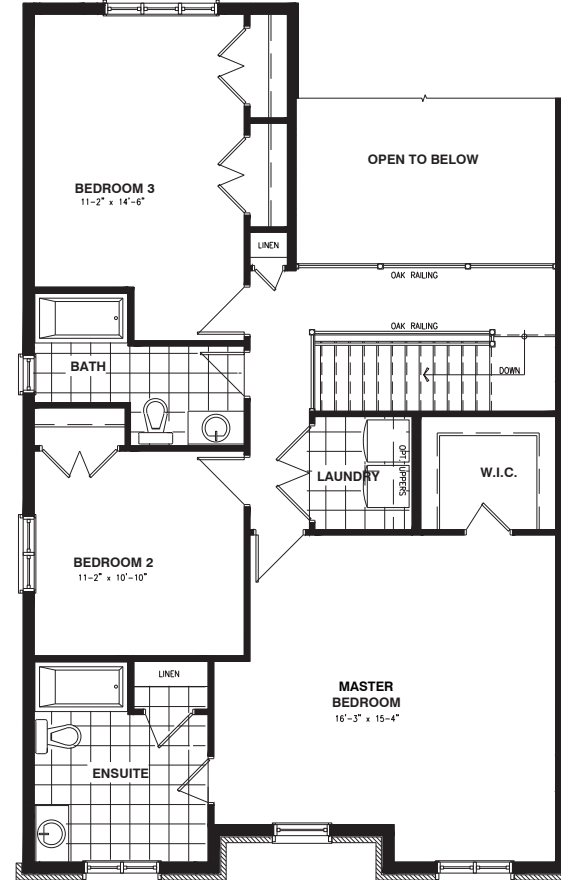 OPEN TO BELOW
BEDROOM 3
11-2" x 14'-6"
LINEN
OAK RAILING
OAK RAILING
BATH
DOWN
LAUNDRY
OPT. UPPERS
W.I.C.
BEDROOM 2
11-2" x 10'-10"
LINEN
MASTER
BEDROOM
16'-3" x 15-4"
ENSUITE